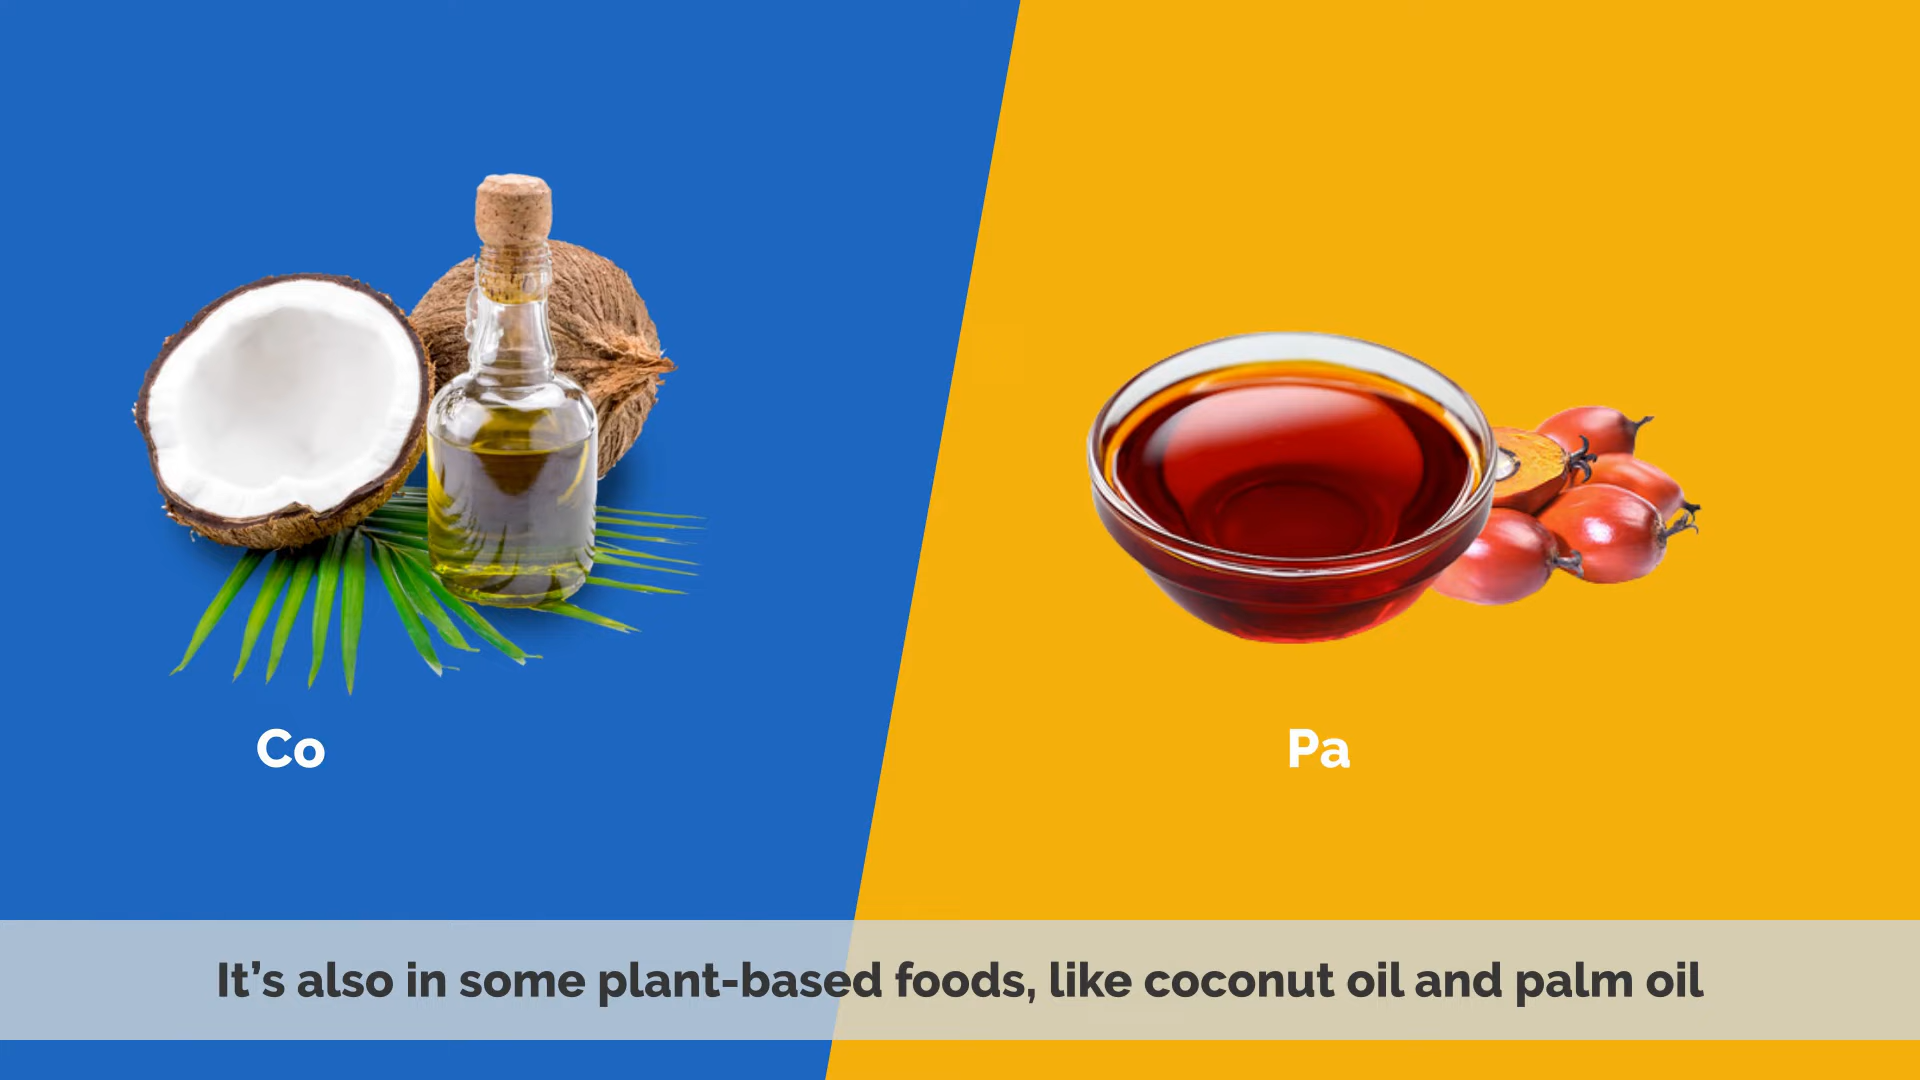 Co
Pa
It’s also in some plant-based foods, like coconut oil and palm oil